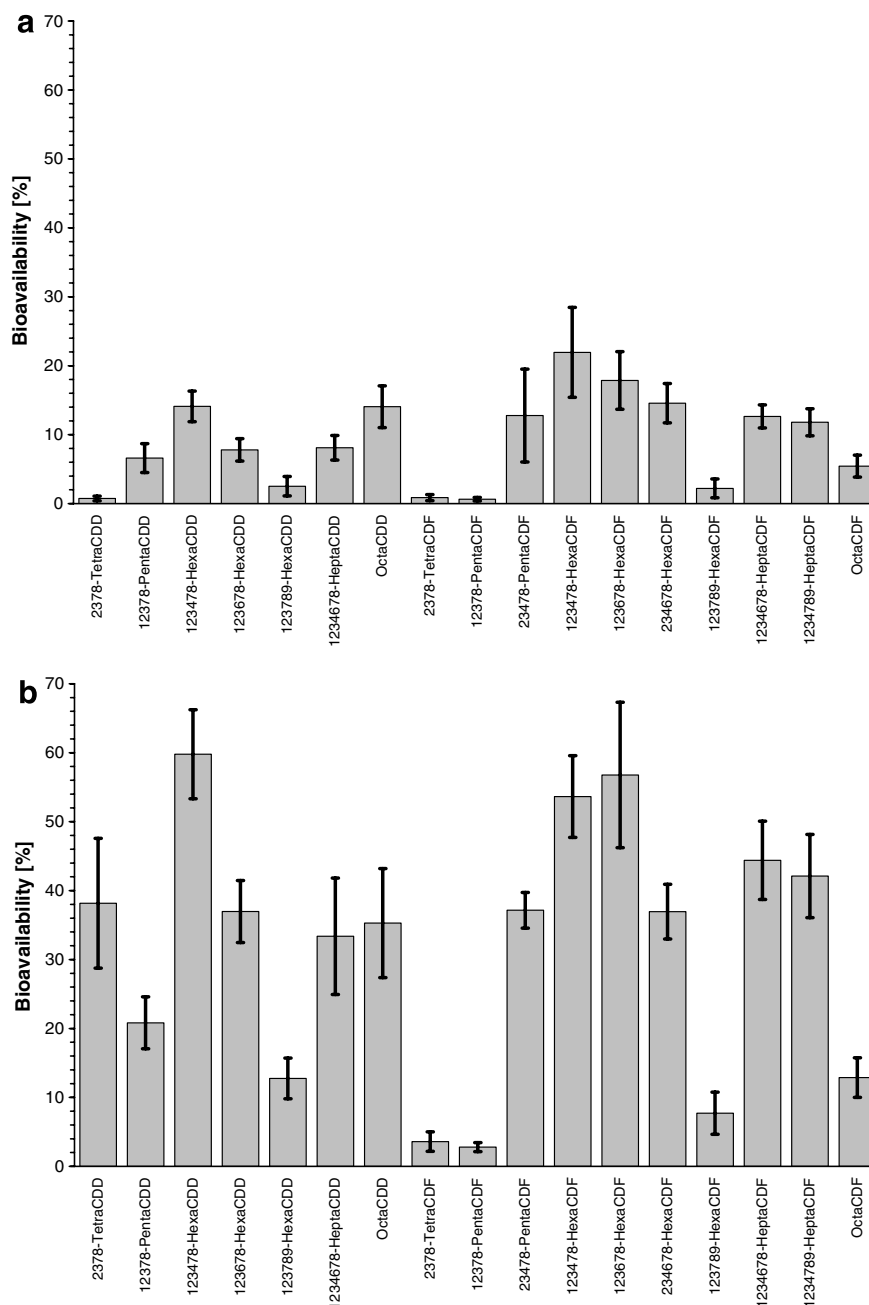 a
70
60
50
40
30
20
10
0
Bioavailability [%]
2378-TetraCDD
12378-PentaCDD
123478-HexaCDD
123678-HexaCDD
123789-HexaCDD
1234678-HeptaCDD
OctaCDD
2378-TetraCDF
12378-PentaCDF
23478-PentaCDF
123478-HexaCDF
123678-HexaCDF
234678-HexaCDF
123789-HexaCDF
1234678-HeptaCDF
1234789-HeptaCDF
OctaCDF
b
70
60
50
40
30
20
10
0
Bioavailability [%]
2378-TetraCDD
12378-PentaCDD
123478-HexaCDD
123678-HexaCDD
123789-HexaCDD
1234678-HeptaCDD
OctaCDD
2378-TetraCDF
12378-PentaCDF
23478-PentaCDF
123478-HexaCDF
123678-HexaCDF
234678-HexaCDF
123789-HexaCDF
1234678-HeptaCDF
1234789-HeptaCDF
OctaCDF